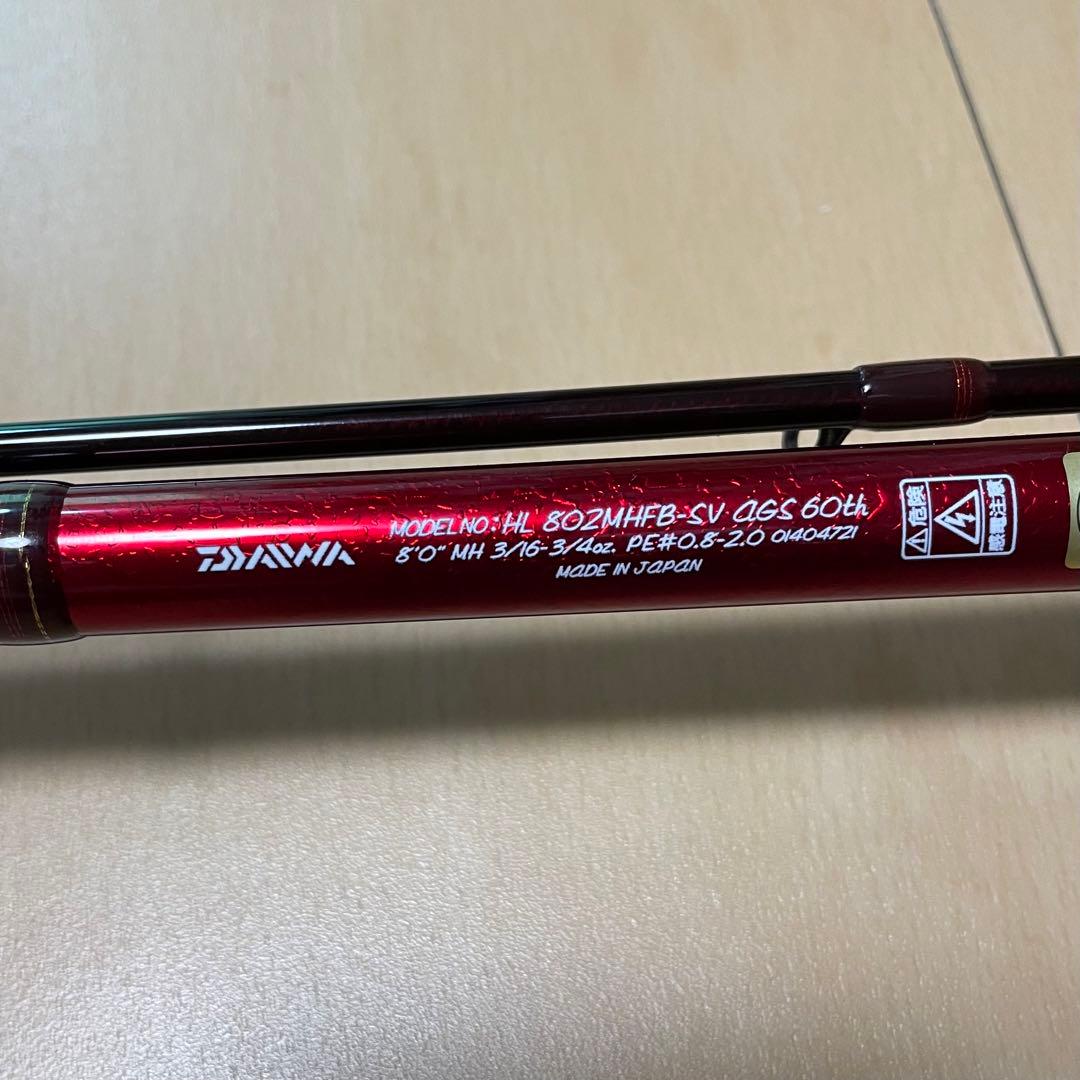 DAIWA
MODEL NO: HL 802MHFB-SV AGS 60th
8'0" MH 3/16-3/4oz. PE#0.8-2.0 01404721
MADE IN JAPAN
危険
感電注意